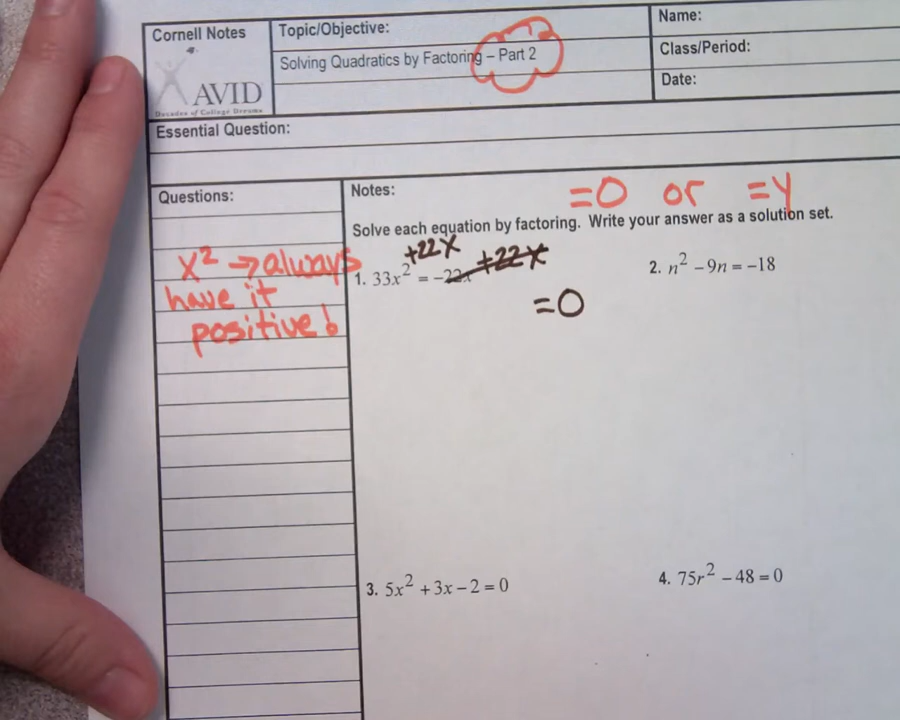 Cornell Notes
AVID
Decades of College Dreams
Topic/Objective:
Solving Quadratics by Factoring – Part 2
Name:
Class/Period:
Date:
Essential Question:
Questions:
x² → always
have it
positive!
Notes:
=0 or =y
Solve each equation by factoring. Write your answer as a solution set.
+22x
1. 33x² = -22x +22x
=0
2. n² – 9n = –18
3. 5x² + 3x – 2 = 0
4. 75r² – 48 = 0